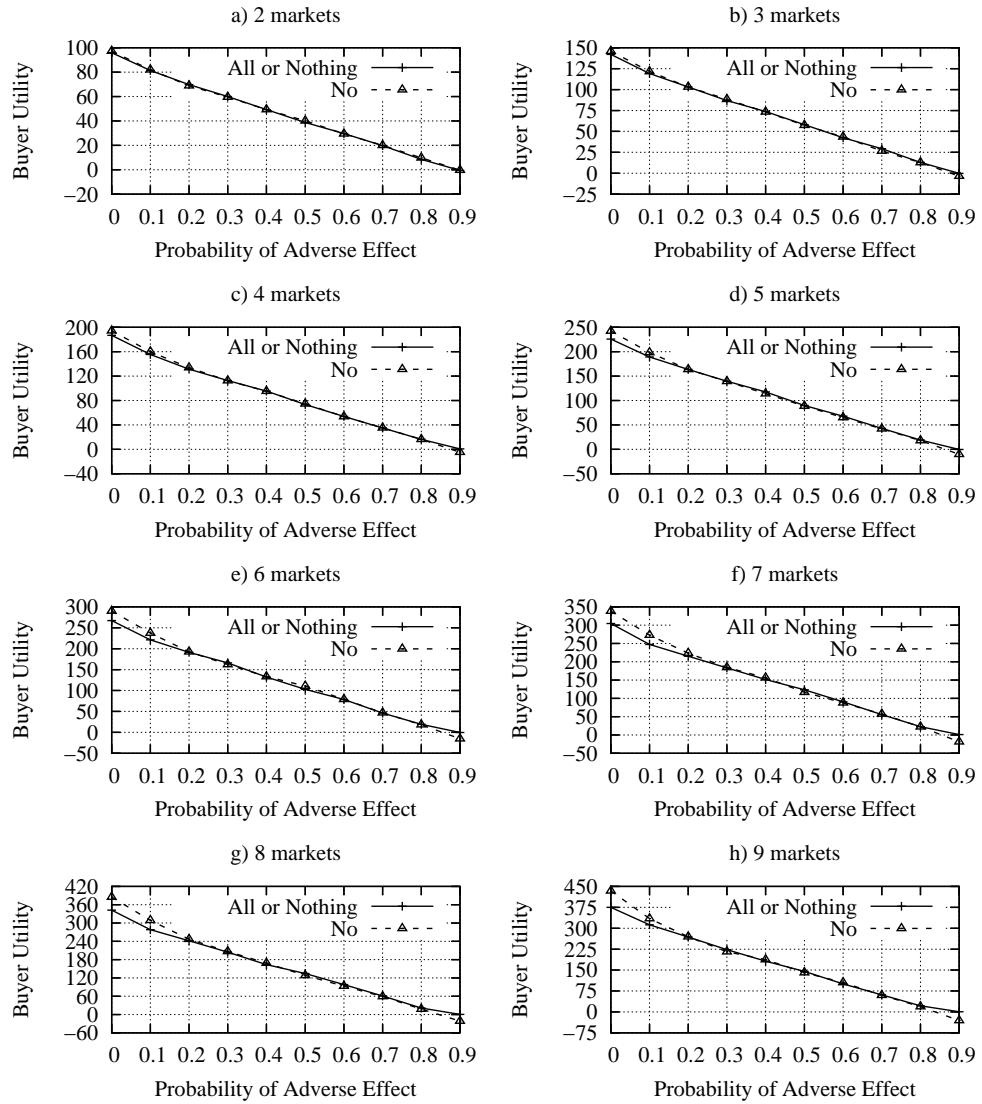 a) 2 markets
Buyer Utility
100
80
60
40
20
0
−20
All or Nothing
No
0 0.1 0.2 0.3 0.4 0.5 0.6 0.7 0.8 0.9
Probability of Adverse Effect
b) 3 markets
Buyer Utility
150
125
100
75
50
25
0
−25
All or Nothing
No
0 0.1 0.2 0.3 0.4 0.5 0.6 0.7 0.8 0.9
Probability of Adverse Effect
c) 4 markets
Buyer Utility
200
160
120
80
40
0
−40
All or Nothing
No
0 0.1 0.2 0.3 0.4 0.5 0.6 0.7 0.8 0.9
Probability of Adverse Effect
d) 5 markets
Buyer Utility
250
200
150
100
50
0
−50
All or Nothing
No
0 0.1 0.2 0.3 0.4 0.5 0.6 0.7 0.8 0.9
Probability of Adverse Effect
e) 6 markets
Buyer Utility
300
250
200
150
100
50
0
−50
All or Nothing
No
0 0.1 0.2 0.3 0.4 0.5 0.6 0.7 0.8 0.9
Probability of Adverse Effect
f) 7 markets
Buyer Utility
350
300
250
200
150
100
50
0
−50
All or Nothing
No
0 0.1 0.2 0.3 0.4 0.5 0.6 0.7 0.8 0.9
Probability of Adverse Effect
g) 8 markets
Buyer Utility
420
360
300
240
180
120
60
0
−60
All or Nothing
No
0 0.1 0.2 0.3 0.4 0.5 0.6 0.7 0.8 0.9
Probability of Adverse Effect
h) 9 markets
Buyer Utility
450
375
300
225
150
75
0
−75
All or Nothing
No
0 0.1 0.2 0.3 0.4 0.5 0.6 0.7 0.8 0.9
Probability of Adverse Effect